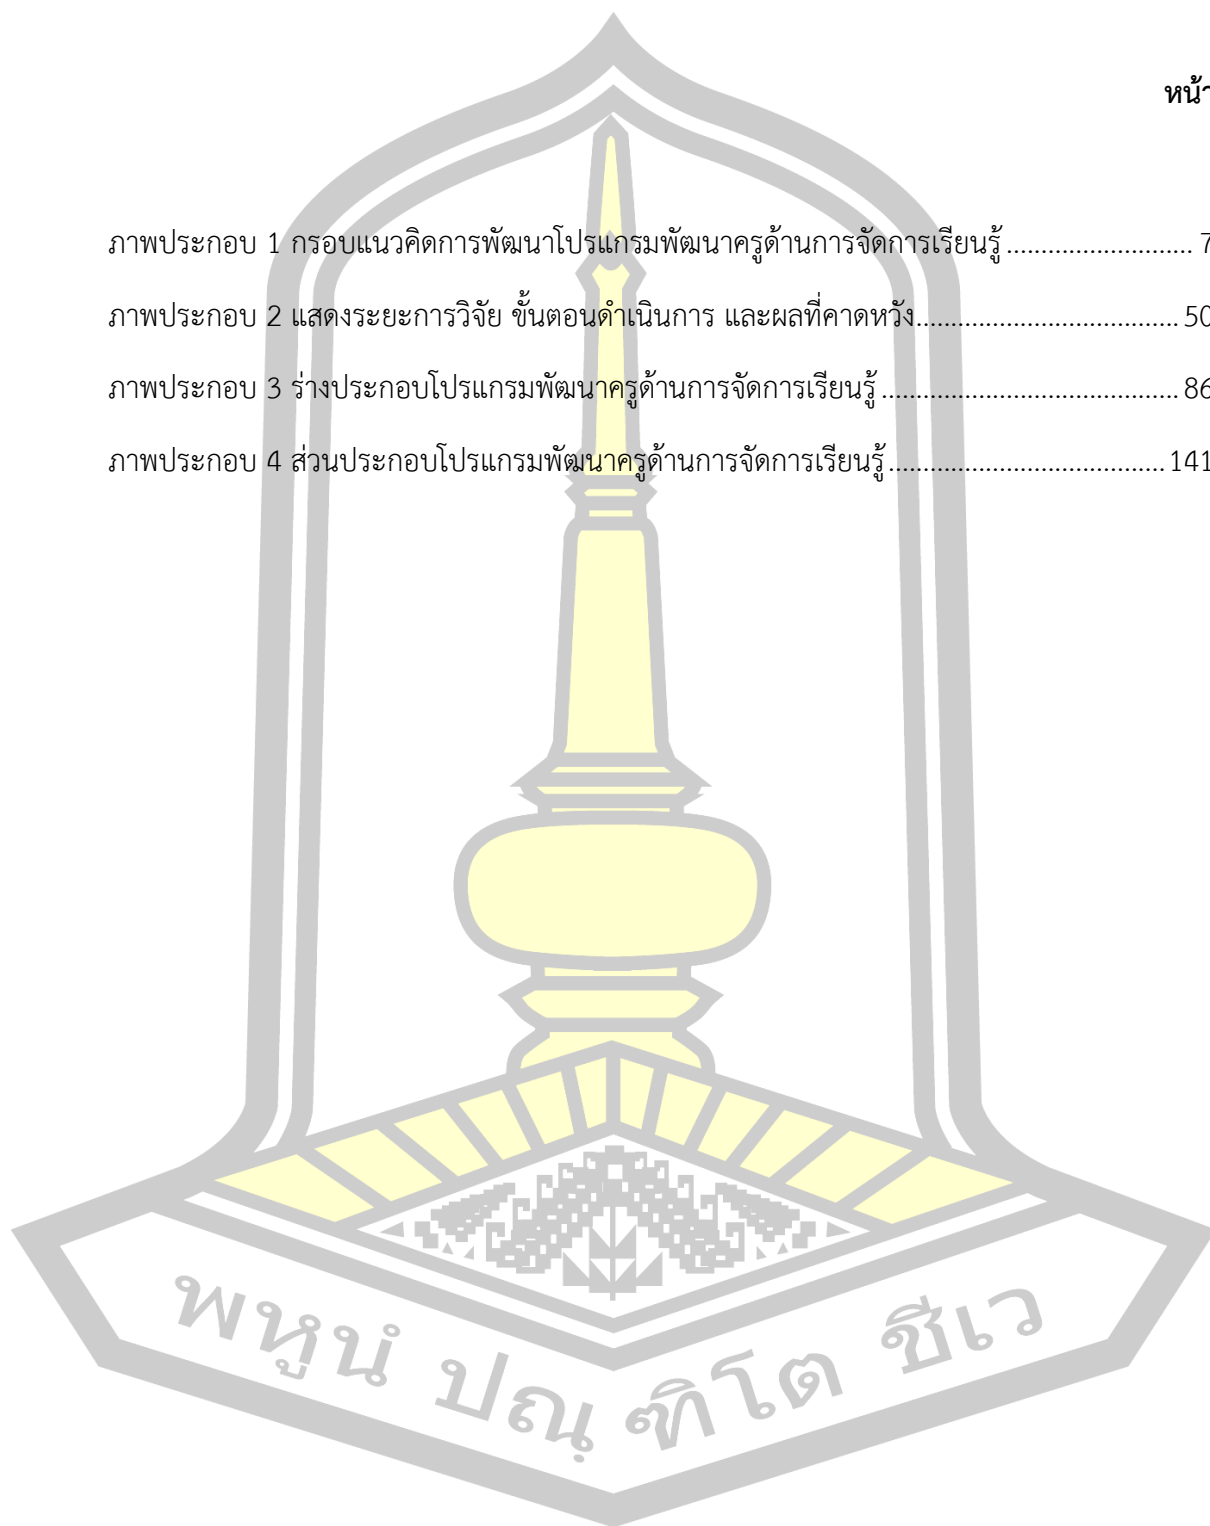 หน้า
ภาพประกอบ 1 กรอบแนวคิดการพัฒนาโปรแกรมพัฒนาครูด้านการจัดการเรียนรู้ ......................... 7
ภาพประกอบ 2 แสดงระยะการวิจัย ขั้นตอนดำเนินการ และผลที่คาดหวัง................................... 50
ภาพประกอบ 3 ร่างประกอบโปรแกรมพัฒนาครูด้านการจัดการเรียนรู้ ........................................ 86
ภาพประกอบ 4 ส่วนประกอบโปรแกรมพัฒนาครูด้านการจัดการเรียนรู้ ..................................... 141
พหูนํ ปณฺ ฑิโต ชีเว